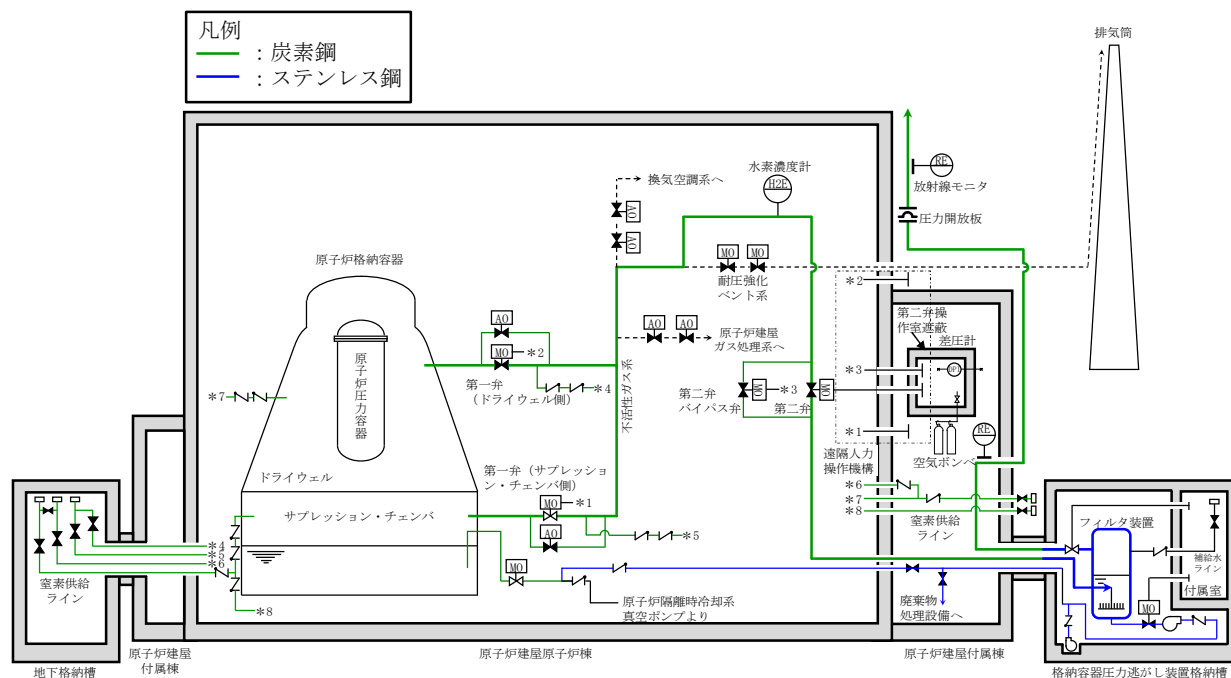 凡例
：炭素鋼
：ステンレス鋼
排気筒
水素濃度計
H2E
換気空調系へ
AO
AO
RE
放射線モニタ
圧力開放板
原子炉格納容器
MO
MO
耐圧強化
ベント系
＊2
第二弁操
作室遮蔽
差圧計
DPI
AO
MO
＊2
AO
AO
原子炉建屋
ガス処理系へ
原子炉圧力容器
第一弁
（ドライウェル側）
＊4
不活性ガス系
第二弁
バイパス弁
MO
＊3
第二弁
MO
＊3
＊1
RE
空気ボンベ
遠隔人力
操作機構
＊7
ドライウェル
第一弁（サプレッショ
ン・チェンバ側）
MO
＊1
AO
＊5
＊6
＊7
＊8
窒素供給
ライン
サプレッション・チェンバ
フィルタ装置
補給水
ライン
付属室
MO
＊4
＊5
＊6
窒素供給
ライン
＊8
MO
原子炉隔離時冷却系
真空ポンプより
廃棄物
処理設備へ
地下格納槽
原子炉建屋
付属棟
原子炉建屋原子炉棟
原子炉建屋付属棟
格納容器圧力逃がし装置格納槽